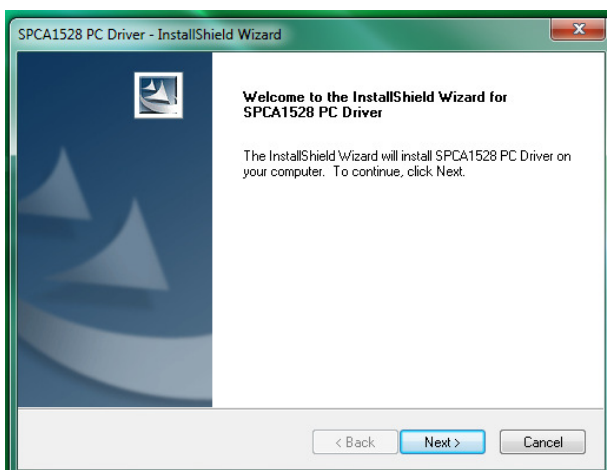 SPCA1528 PC Driver - InstallShield Wizard
Welcome to the InstallShield Wizard for
SPCA1528 PC Driver
The InstallShield Wizard will install SPCA1528 PC Driver on
your computer. To continue, click Next.
< Back
Next >
Cancel